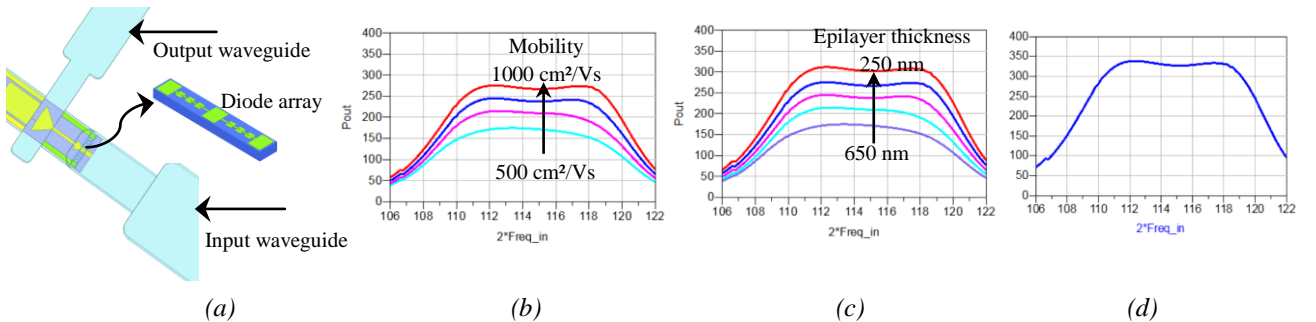 Output waveguide
Diode array
Input waveguide
(a)
400
350
300
250
200
150
100
50
0
Pout
Mobility
1000 cm²/Vs
500 cm²/Vs
106 108 110 112 114 116 118 120 122
2*Freq_in
(b)
400
350
300
250
200
150
100
50
0
Pout
Epilayer thickness
250 nm
650 nm
106 108 110 112 114 116 118 120 122
2*Freq_in
(c)
400
350
300
250
200
150
100
50
0
106 108 110 112 114 116 118 120 122
2*Freq_in
(d)